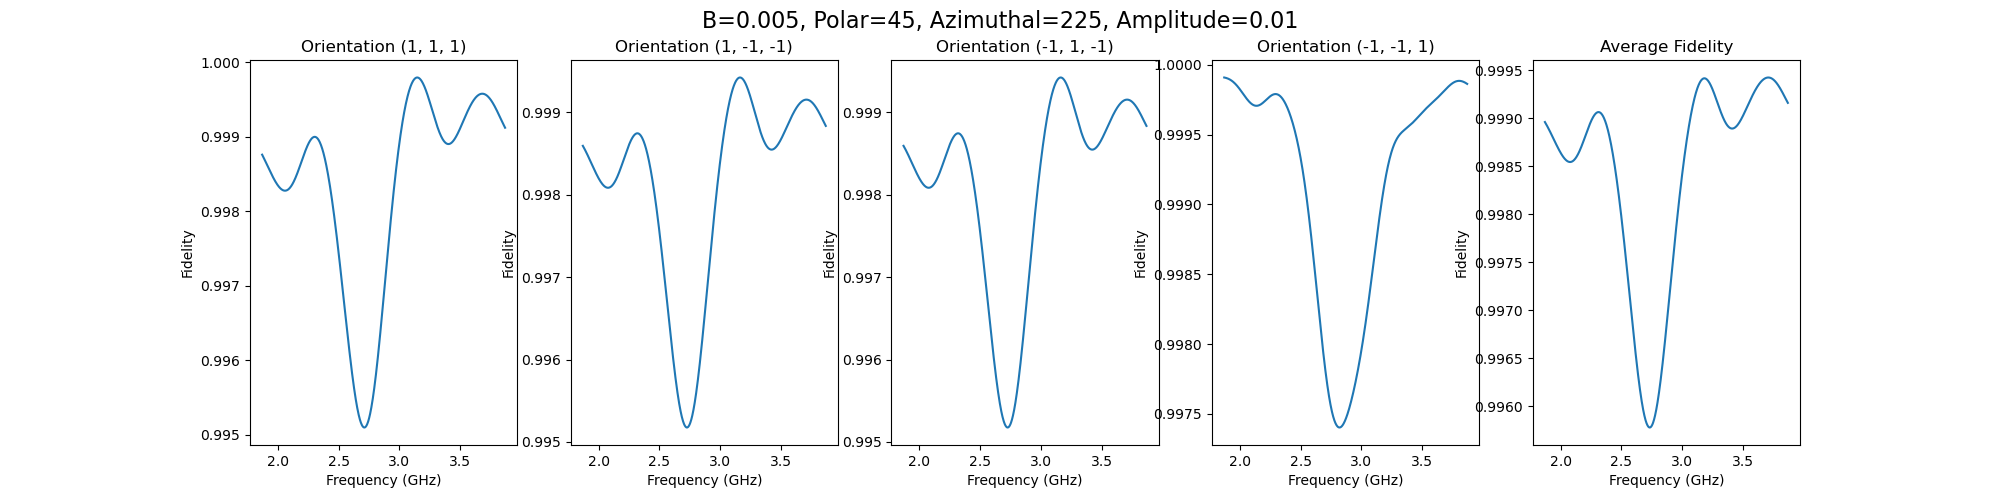 B=0.005, Polar=45, Azimuthal=225, Amplitude=0.01
Orientation (1, 1, 1)
1.000
0.999
0.998
0.997
0.996
0.995
Fidelity
2.0 2.5 3.0 3.5
Frequency (GHz)
Orientation (1, -1, -1)
0.999
0.998
0.997
0.996
0.995
Fidelity
2.0 2.5 3.0 3.5
Frequency (GHz)
Orientation (-1, 1, -1)
0.999
0.998
0.997
0.996
0.995
Fidelity
2.0 2.5 3.0 3.5
Frequency (GHz)
Orientation (-1, -1, 1)
1.0000
0.9995
0.9990
0.9985
0.9980
0.9975
Fidelity
2.0 2.5 3.0 3.5
Frequency (GHz)
Average Fidelity
0.9995
0.9990
0.9985
0.9980
0.9975
0.9970
0.9965
0.9960
Fidelity
2.0 2.5 3.0 3.5
Frequency (GHz)